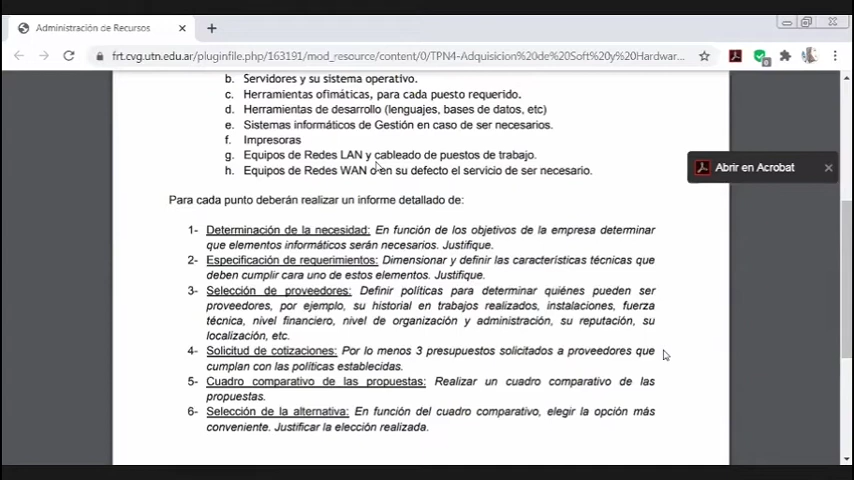 Administración de Recursos
frt.cvg.utn.edu.ar/pluginfile.php/163191/mod_resource/content/0/TPN4-Adquisicion%20de%20Soft%20y%20Hardwar...
b. Servidores y su sistema operativo.
c. Herramientas ofimáticas, para cada puesto requerido.
d. Herramientas de desarrollo (lenguajes, bases de datos, etc)
e. Sistemas informáticos de Gestión en caso de ser necesarios.
f. Impresoras
g. Equipos de Redes LAN y cableado de puestos de trabajo.
h. Equipos de Redes WAN o en su defecto el servicio de ser necesario.
Abrir en Acrobat
Para cada punto deberán realizar un informe detallado de:
1- Determinación de la necesidad: En función de los objetivos de la empresa determinar
que elementos informáticos serán necesarios. Justifique.
2- Especificación de requerimientos: Dimensionar y definir las características técnicas que
deben cumplir cara uno de estos elementos. Justifique.
3- Selección de proveedores: Definir políticas para determinar quiénes pueden ser
proveedores, por ejemplo, su historial en trabajos realizados, instalaciones, fuerza
técnica, nivel financiero, nivel de organización y administración, su reputación, su
localización, etc.
4- Solicitud de cotizaciones: Por lo menos 3 presupuestos solicitados a proveedores que
cumplan con las políticas establecidas.
5- Cuadro comparativo de las propuestas: Realizar un cuadro comparativo de las
propuestas.
6- Selección de la alternativa: En función del cuadro comparativo, elegir la opción más
conveniente. Justificar la elección realizada.